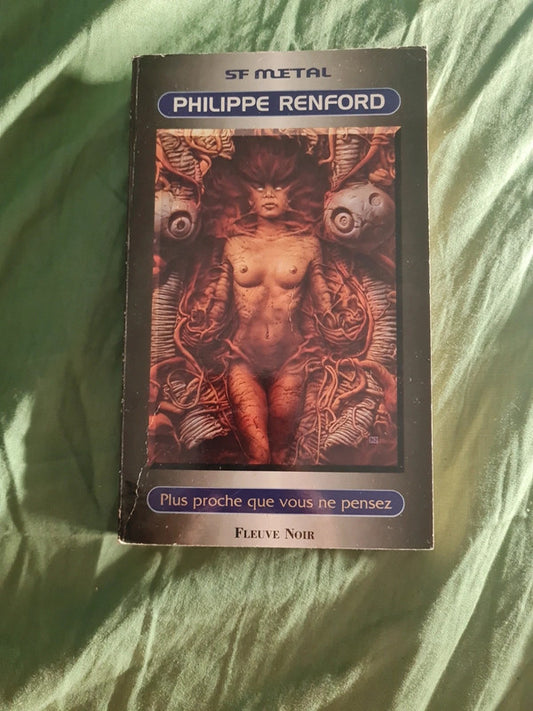 SF METAL
PHILIPPE RENFORD
Plus proche que vous ne pensez
FLEUVE NOIR